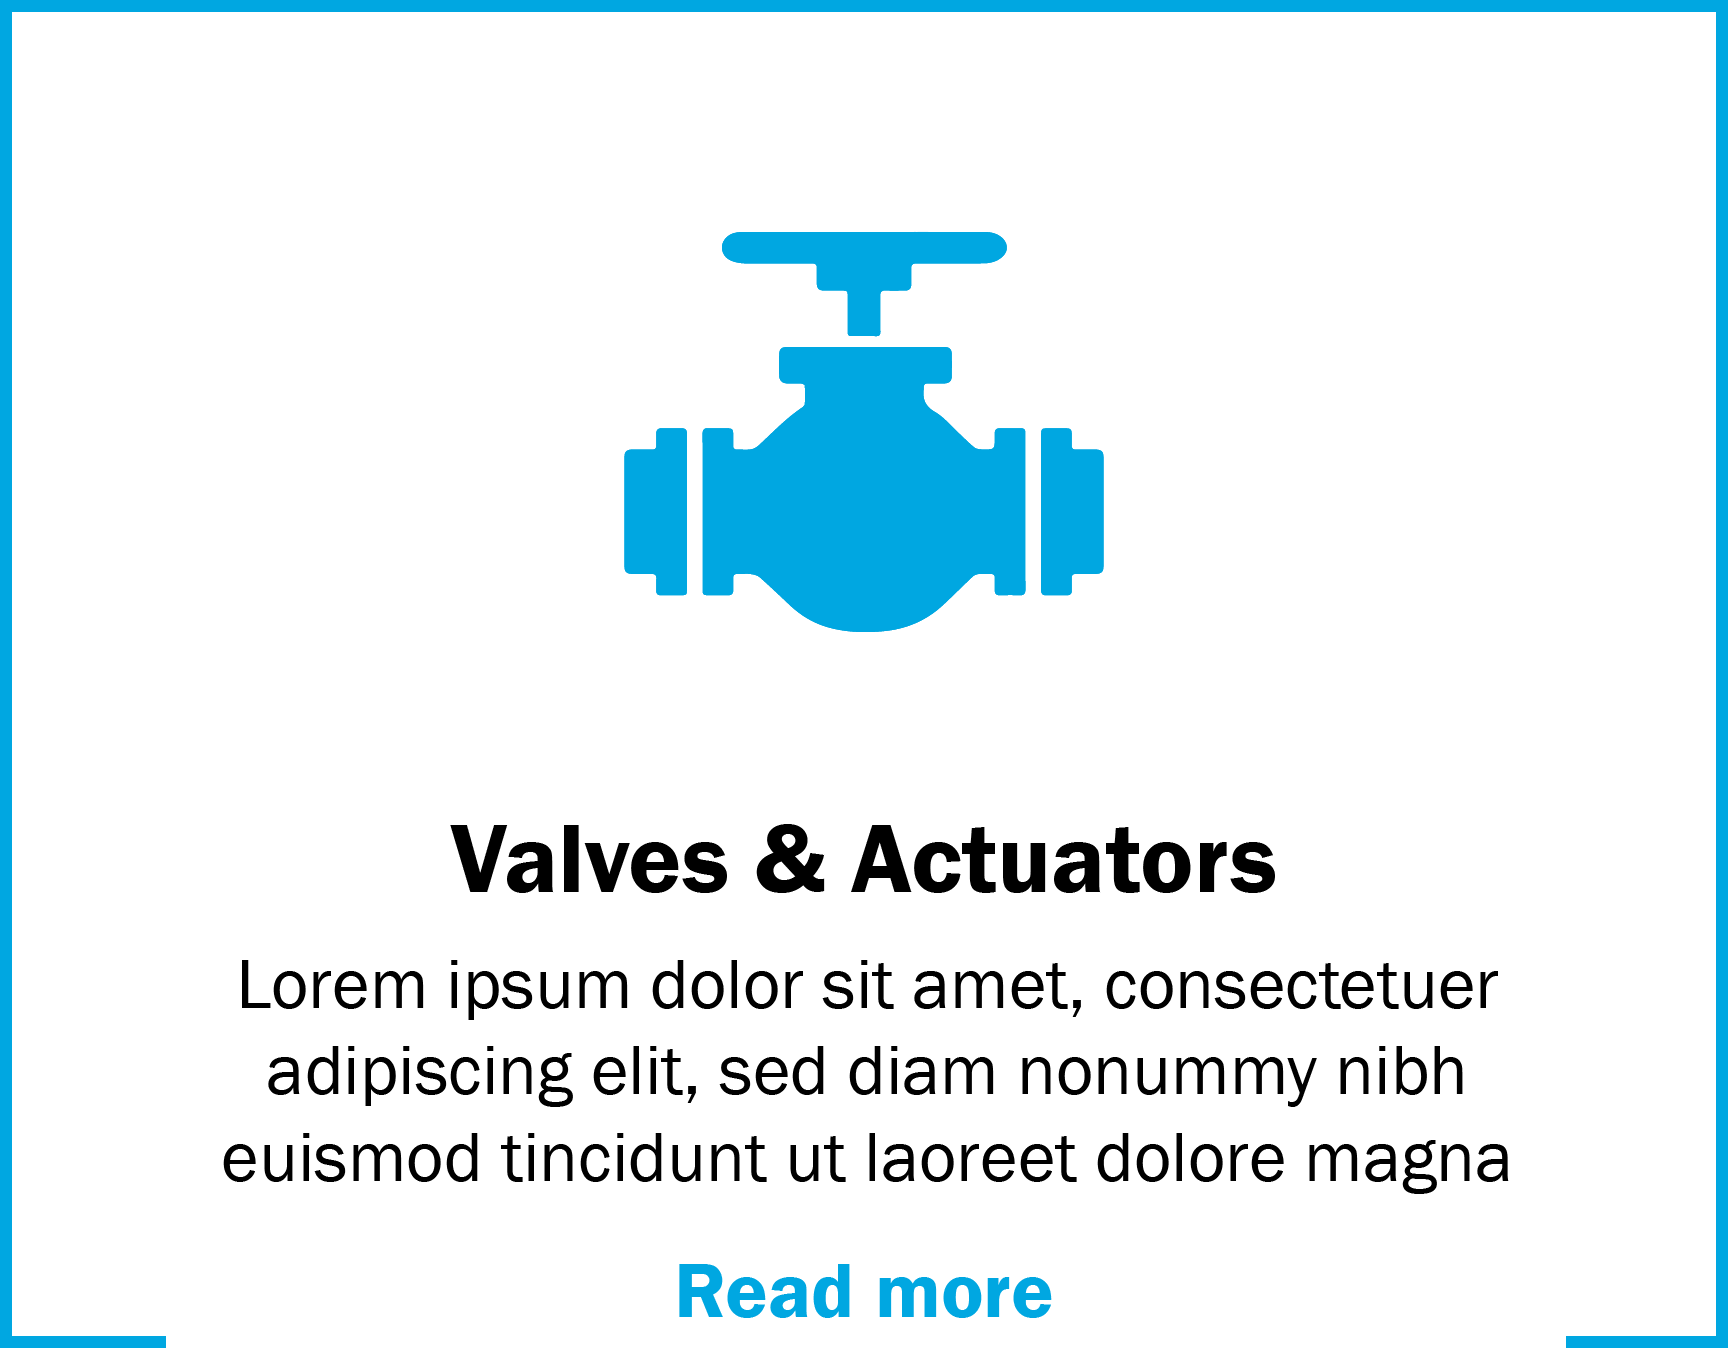 Valves & Actuators
Lorem ipsum dolor sit amet, consectetuer
adipiscing elit, sed diam nonummy nibh
euismod tincidunt ut laoreet dolore magna
Read more